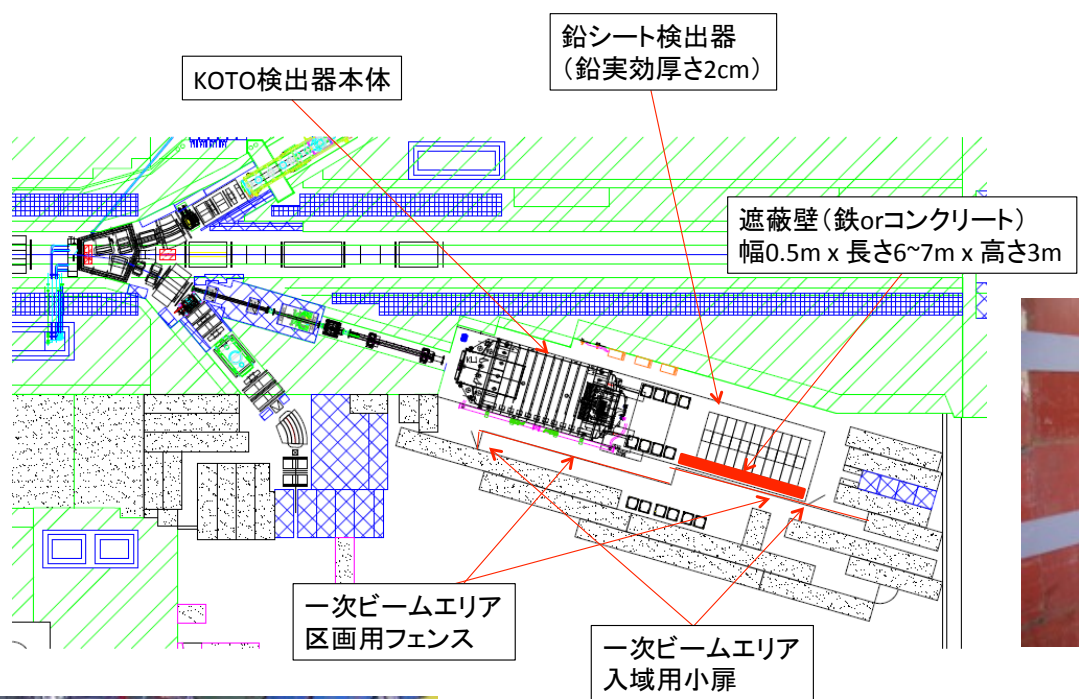 鉛シート検出器
（鉛実効厚さ2cm）
KOTO検出器本体
遮蔽壁（鉄orコンクリート）
幅0.5m x 長さ6~7m x 高さ3m
一次ビームエリア
区画用フェンス
一次ビームエリア
入域用小扉